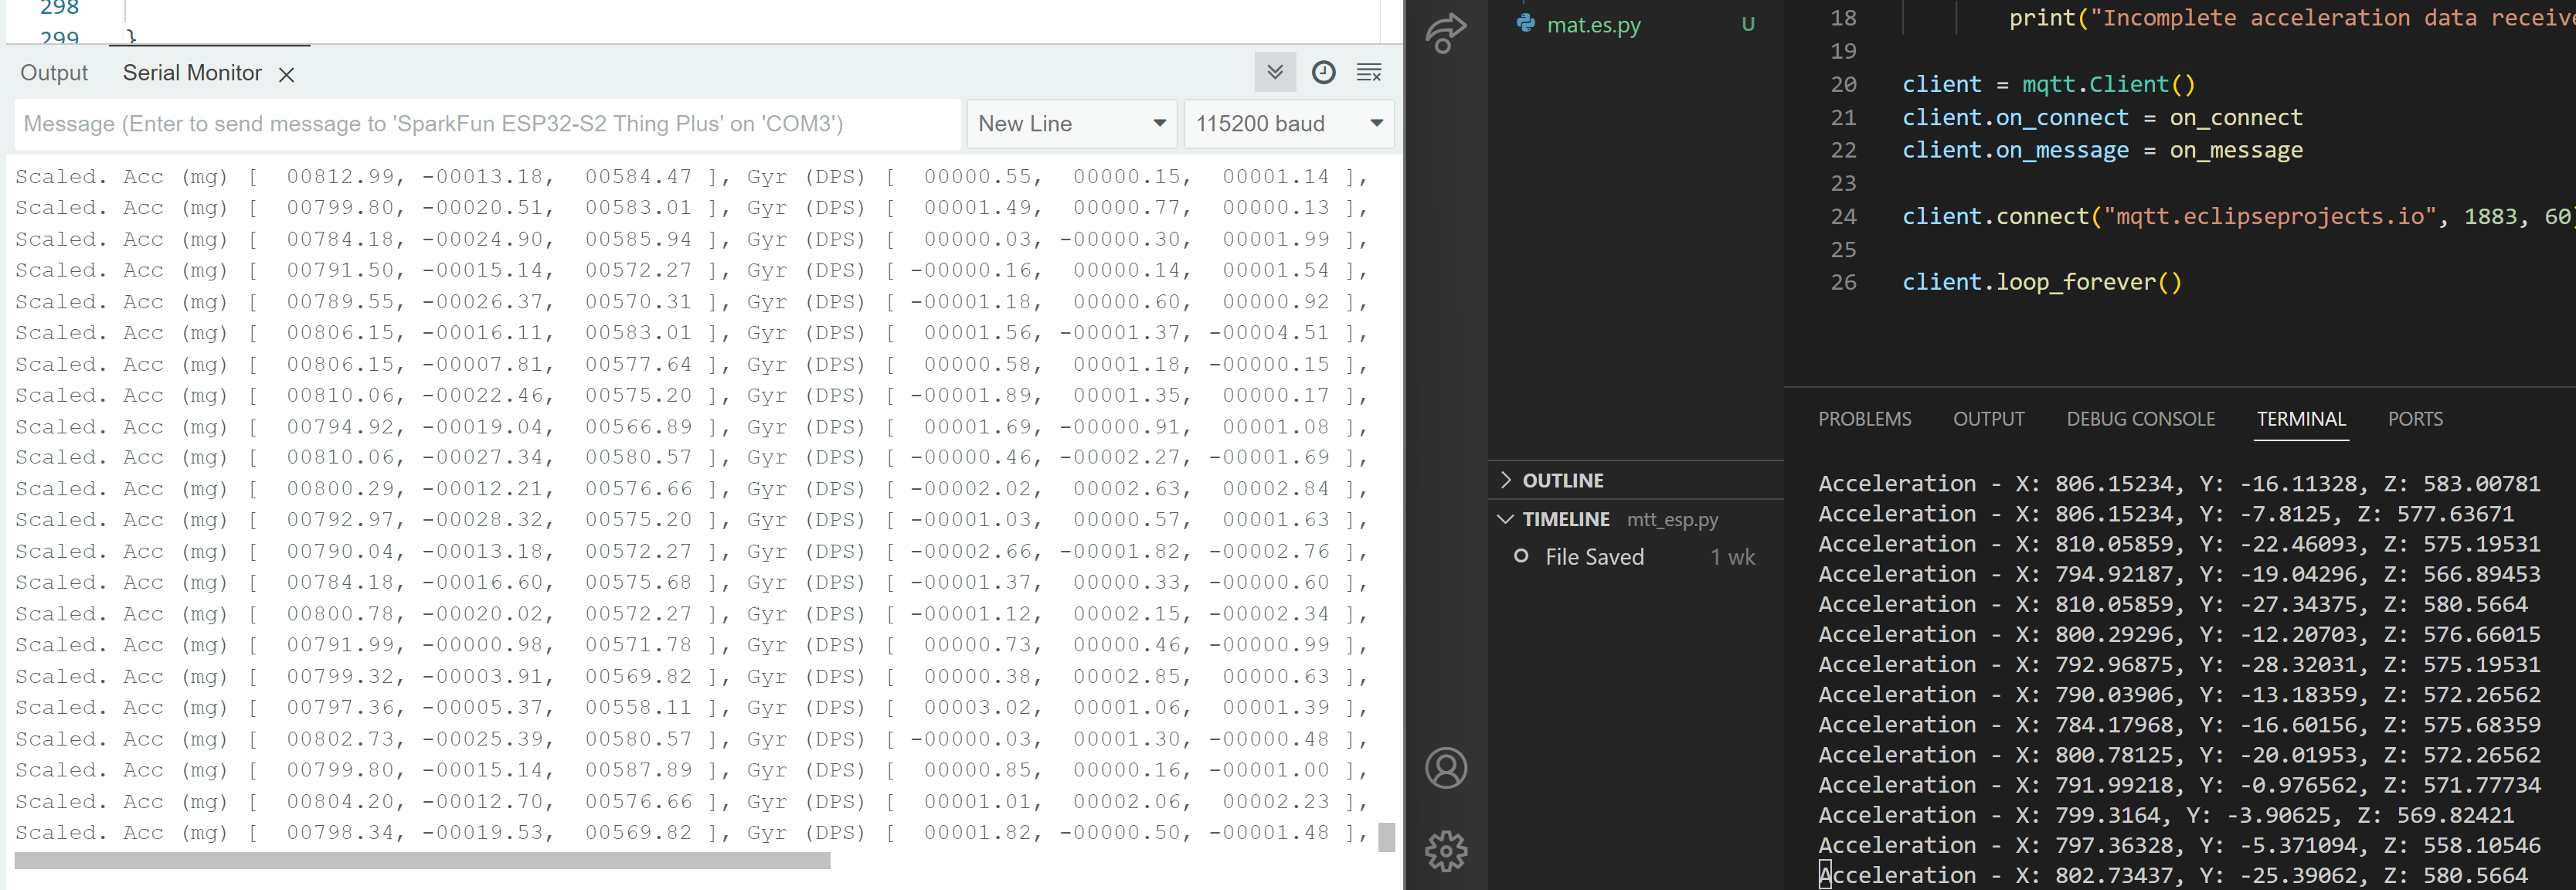 298
299 }
Output Serial Monitor
Message (Enter to send message to 'SparkFun ESP32-S2 Thing Plus' on 'COM3') New Line 115200 baud
Scaled. Acc (mg) [ 00812.99, -00013.18, 00584.47 ], Gyr (DPS) [ 00000.55, 00000.15, 00001.14 ],
Scaled. Acc (mg) [ 00799.80, -00020.51, 00583.01 ], Gyr (DPS) [ 00001.49, 00000.77, 00000.13 ],
Scaled. Acc (mg) [ 00784.18, -00024.90, 00585.94 ], Gyr (DPS) [ 00000.03, -00000.30, 00001.99 ],
Scaled. Acc (mg) [ 00791.50, -00015.14, 00572.27 ], Gyr (DPS) [ -00000.16, 00000.14, 00001.54 ],
Scaled. Acc (mg) [ 00789.55, -00026.37, 00570.31 ], Gyr (DPS) [ -00001.18, 00000.60, 00000.92 ],
Scaled. Acc (mg) [ 00806.15, -00016.11, 00583.01 ], Gyr (DPS) [ 00001.56, -00001.37, -00004.51 ],
Scaled. Acc (mg) [ 00806.15, -00007.81, 00577.64 ], Gyr (DPS) [ 00000.58, 00001.18, -00000.15 ],
Scaled. Acc (mg) [ 00810.06, -00022.46, 00575.20 ], Gyr (DPS) [ -00001.89, 00001.35, 00000.17 ],
Scaled. Acc (mg) [ 00794.92, -00019.04, 00566.89 ], Gyr (DPS) [ 00001.69, -00000.91, 00001.08 ],
Scaled. Acc (mg) [ 00810.06, -00027.34, 00580.57 ], Gyr (DPS) [ -00000.46, -00002.27, -00001.69 ],
Scaled. Acc (mg) [ 00800.29, -00012.21, 00576.66 ], Gyr (DPS) [ -00002.02, 00002.63, 00002.84 ],
Scaled. Acc (mg) [ 00792.97, -00028.32, 00575.20 ], Gyr (DPS) [ -00001.03, 00000.57, 00001.63 ],
Scaled. Acc (mg) [ 00790.04, -00013.18, 00572.27 ], Gyr (DPS) [ -00002.66, -00001.82, -00002.76 ],
Scaled. Acc (mg) [ 00784.18, -00016.60, 00575.68 ], Gyr (DPS) [ -00001.37, 00000.33, -00000.60 ],
Scaled. Acc (mg) [ 00800.78, -00020.02, 00572.27 ], Gyr (DPS) [ -00001.12, 00002.15, -00002.34 ],
Scaled. Acc (mg) [ 00791.99, -00000.98, 00571.78 ], Gyr (DPS) [ 00000.73, 00000.46, -00000.99 ],
Scaled. Acc (mg) [ 00799.32, -00003.91, 00569.82 ], Gyr (DPS) [ 00000.38, 00002.85, 00000.63 ],
Scaled. Acc (mg) [ 00797.36, -00005.37, 00558.11 ], Gyr (DPS) [ 00003.02, 00001.06, 00001.39 ],
Scaled. Acc (mg) [ 00802.73, -00025.39, 00580.57 ], Gyr (DPS) [ -00000.03, 00001.30, -00000.48 ],
Scaled. Acc (mg) [ 00799.80, -00015.14, 00587.89 ], Gyr (DPS) [ 00000.85, 00000.16, -00001.00 ],
Scaled. Acc (mg) [ 00804.20, -00012.70, 00576.66 ], Gyr (DPS) [ 00001.01, 00002.06, 00002.23 ],
Scaled. Acc (mg) [ 00798.34, -00019.53, 00569.82 ], Gyr (DPS) [ 00001.82, -00000.50, -00001.48 ],
mat.es.py U
OUTLINE
TIMELINE mtt_esp.py
File Saved 1 wk
18 print("Incomplete acceleration data receive
19
20 client = mqtt.Client()
21 client.on_connect = on_connect
22 client.on_message = on_message
23
24 client.connect("mqtt.eclipseprojects.io", 1883, 60)
25
26 client.loop_forever()
PROBLEMS OUTPUT DEBUG CONSOLE TERMINAL PORTS
Acceleration - X: 806.15234, Y: -16.11328, Z: 583.00781
Acceleration - X: 806.15234, Y: -7.8125, Z: 577.63671
Acceleration - X: 810.05859, Y: -22.46093, Z: 575.19531
Acceleration - X: 794.92187, Y: -19.04296, Z: 566.89453
Acceleration - X: 810.05859, Y: -27.34375, Z: 580.5664
Acceleration - X: 800.29296, Y: -12.20703, Z: 576.66015
Acceleration - X: 792.96875, Y: -28.32031, Z: 575.19531
Acceleration - X: 790.03906, Y: -13.18359, Z: 572.26562
Acceleration - X: 784.17968, Y: -16.60156, Z: 575.68359
Acceleration - X: 800.78125, Y: -20.01953, Z: 572.26562
Acceleration - X: 791.99218, Y: -0.976562, Z: 571.77734
Acceleration - X: 799.3164, Y: -3.90625, Z: 569.82421
Acceleration - X: 797.36328, Y: -5.371094, Z: 558.10546
Acceleration - X: 802.73437, Y: -25.39062, Z: 580.5664